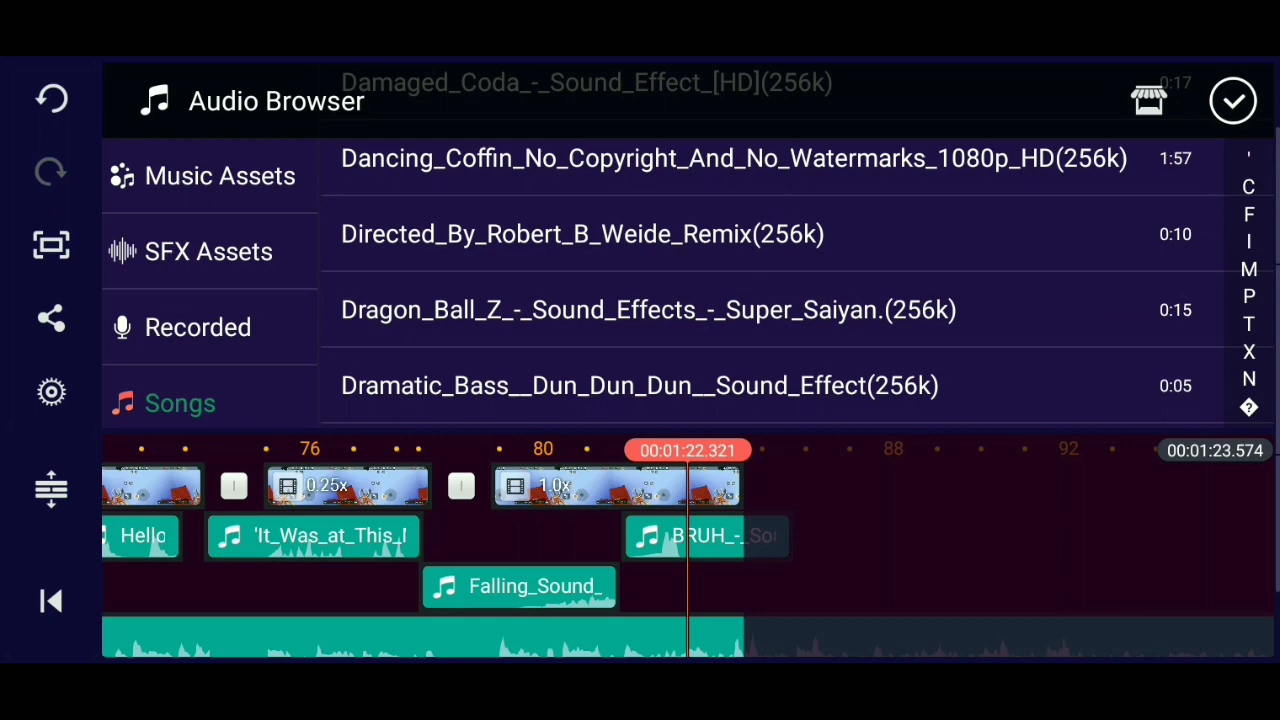 Damaged_Coda_-_Sound_Effect_[HD](256k)
0:17
Audio Browser
Music Assets
SFX Assets
Recorded
Songs
Dancing_Coffin_No_Copyright_And_No_Watermarks_1080p_HD(256k) 1:57
Directed_By_Robert_B_Weide_Remix(256k) 0:10
Dragon_Ball_Z_-_Sound_Effects_-_Super_Saiyan.(256k) 0:15
Dramatic_Bass__Dun_Dun_Dun__Sound_Effect(256k) 0:05
'
C
F
I
M
P
T
X
N
76 80 00:01:22.321 88 92 00:01:23.574
0.25x 1.0x
Hello 'It_Was_at_This_ BRUH_-_Sou
Falling_Sound_